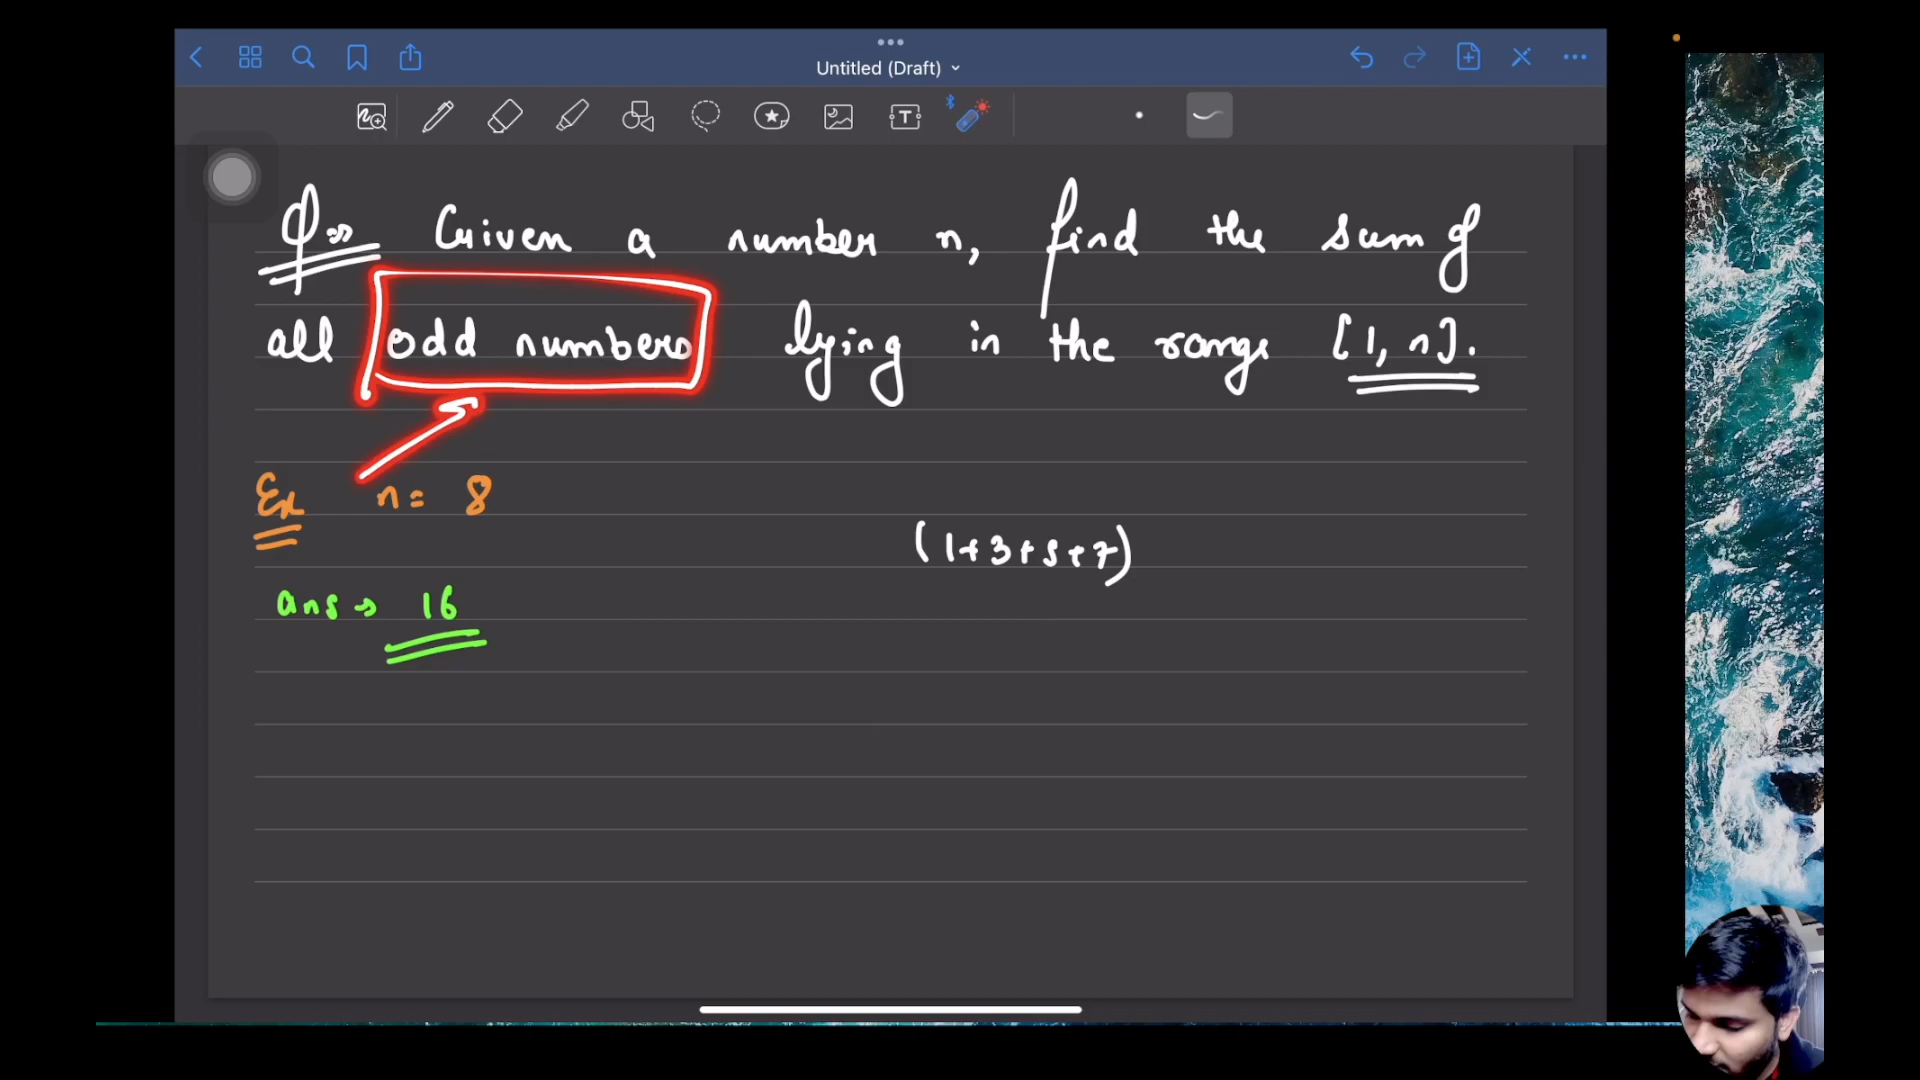 Untitled (Draft)
Q→ Given a number n, find the sum of
all odd numbers lying in the range [1, n].
Ex n = 8
(1+3+5+7)
ans → 16